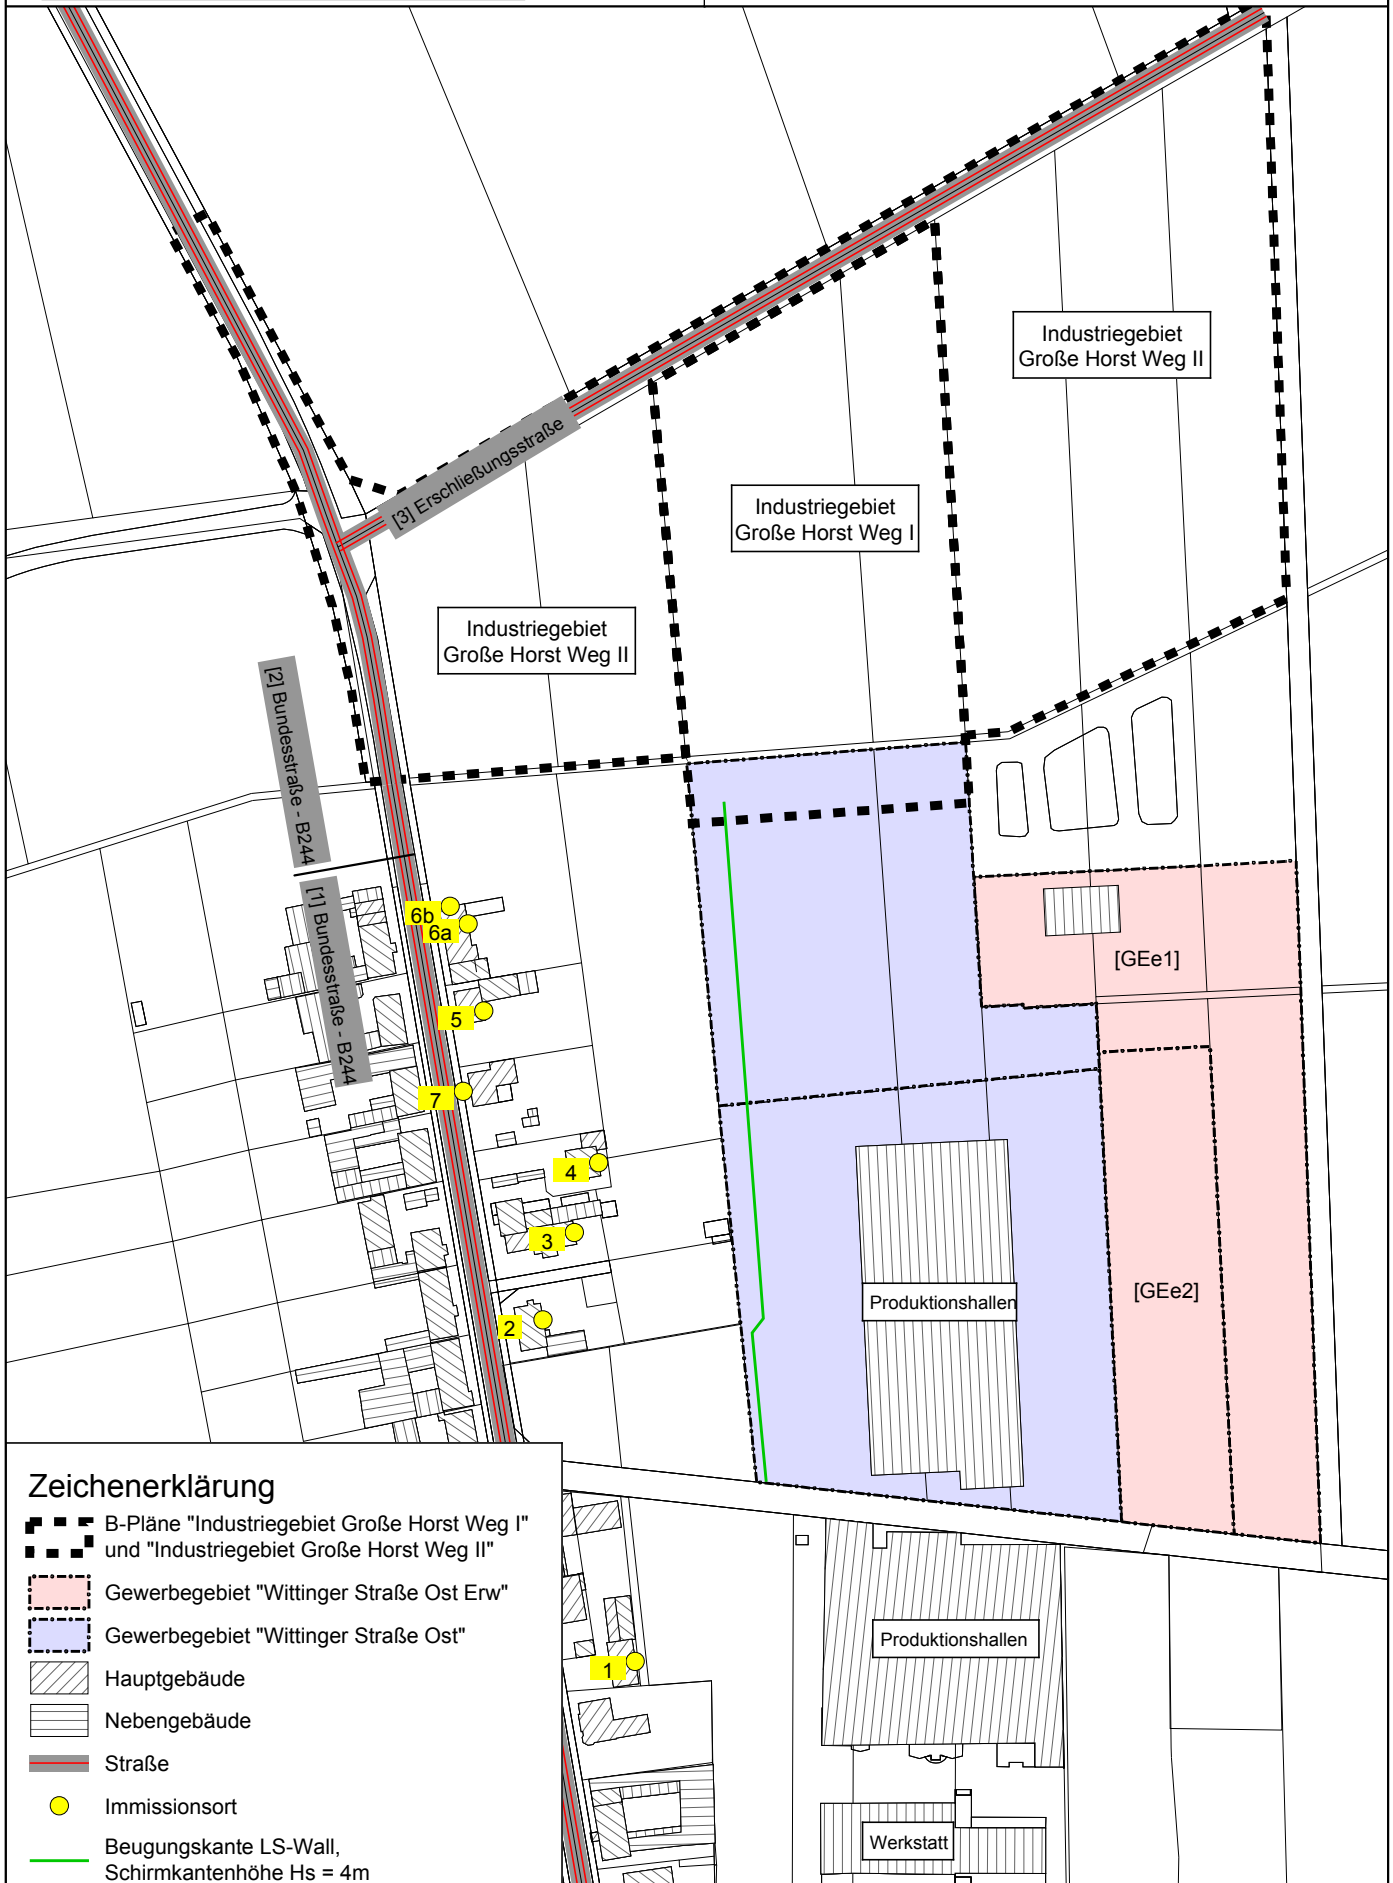 Industriegebiet
Große Horst Weg II
[3] Erschließungsstraße
Industriegebiet
Große Horst Weg I
Industriegebiet
Große Horst Weg II
[2] Bundesstraße - B244
[1] Bundesstraße - B244
6b
6a
[GEe1]
5
7
4
3
[GEe2]
Produktionshallen
2
Zeichenerklärung
B-Pläne "Industriegebiet Große Horst Weg I"
und "Industriegebiet Große Horst Weg II"
Gewerbegebiet "Wittinger Straße Ost Erw"
Gewerbegebiet "Wittinger Straße Ost"
Hauptgebäude
Nebengebäude
Straße
Immissionsort
Beugungskante LS-Wall,
Schirmkantenhöhe Hs = 4m
Produktionshallen
1
Werkstatt